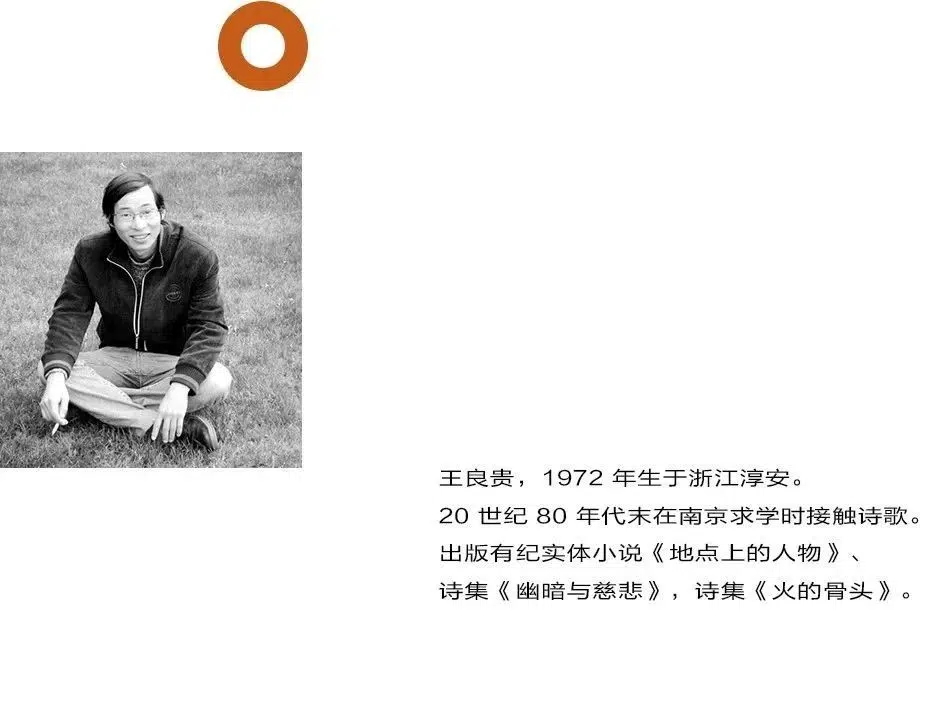 王良贵，1972 年生于浙江淳安。
20 世纪 80 年代末在南京求学时接触诗歌。
出版有纪实体小说《地点上的人物》、
诗集《幽暗与慈悲》，诗集《火的骨头》。